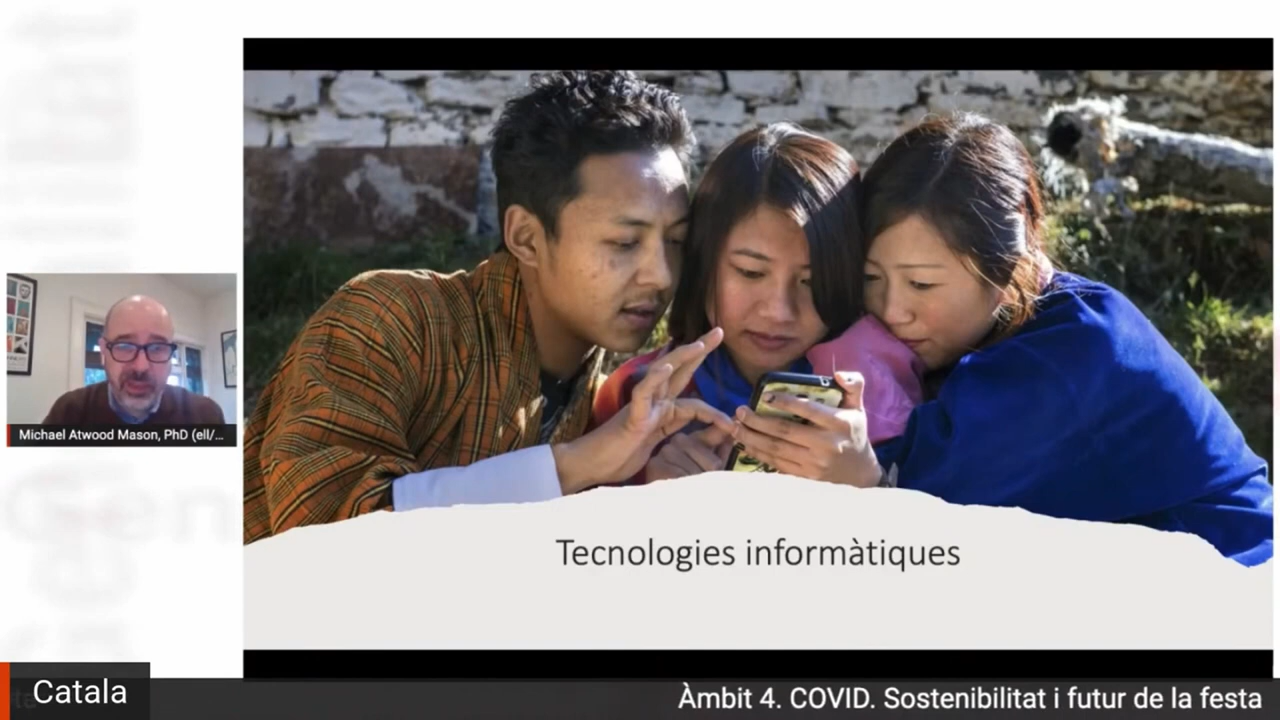 Tecnologies informàtiques
Michael Atwood Mason, PhD (ell/...
Catala
Àmbit 4. COVID. Sostenibilitat i futur de la festa